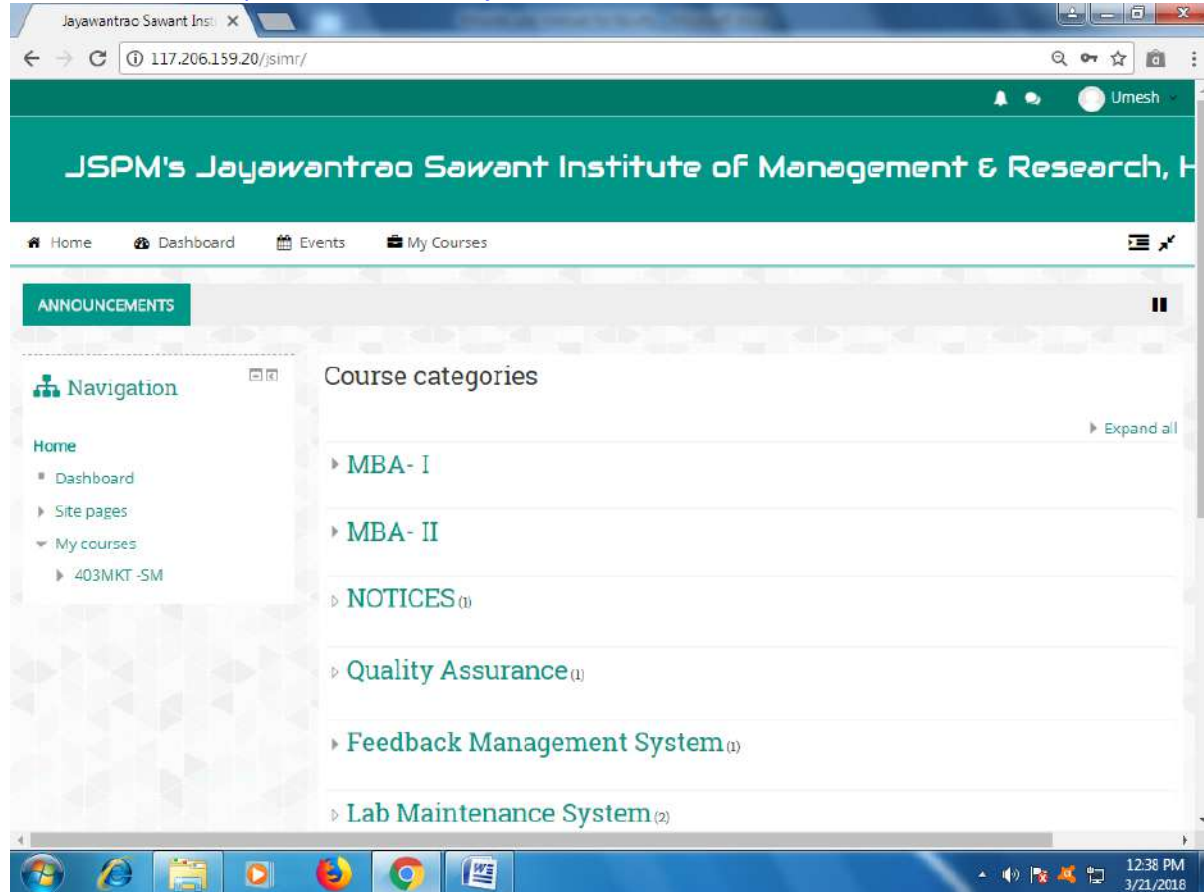 Jayawantrao Sawant Inst
117.206.159.20/jsimr/
Umesh
JSPM's Jayawantrao Sawant Institute of Management & Research, H
Home Dashboard Events My Courses
ANNOUNCEMENTS
Navigation
Home
Dashboard
Site pages
My courses
403MKT -SM
Course categories
Expand all
MBA- I
MBA- II
NOTICES (1)
Quality Assurance (1)
Feedback Management System (1)
Lab Maintenance System (2)
12:38 PM
3/21/2018